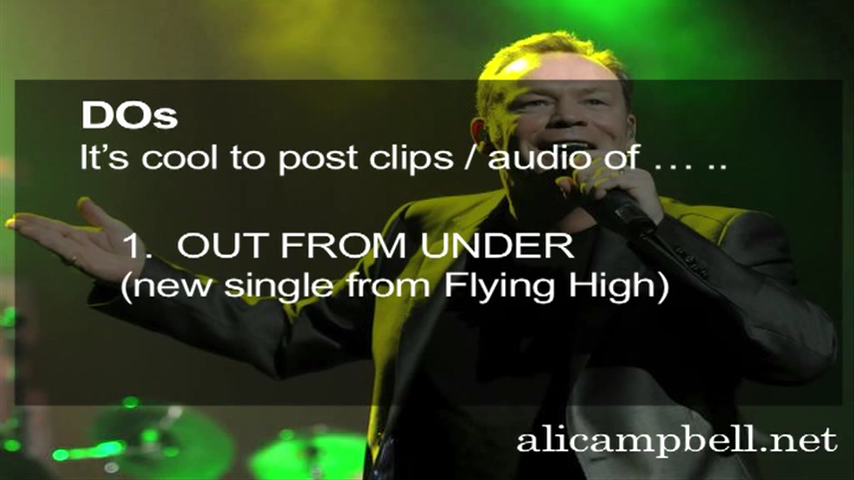 DOs
It's cool to post clips / audio of ... ..
1. OUT FROM UNDER
(new single from Flying High)
alicampbell.net